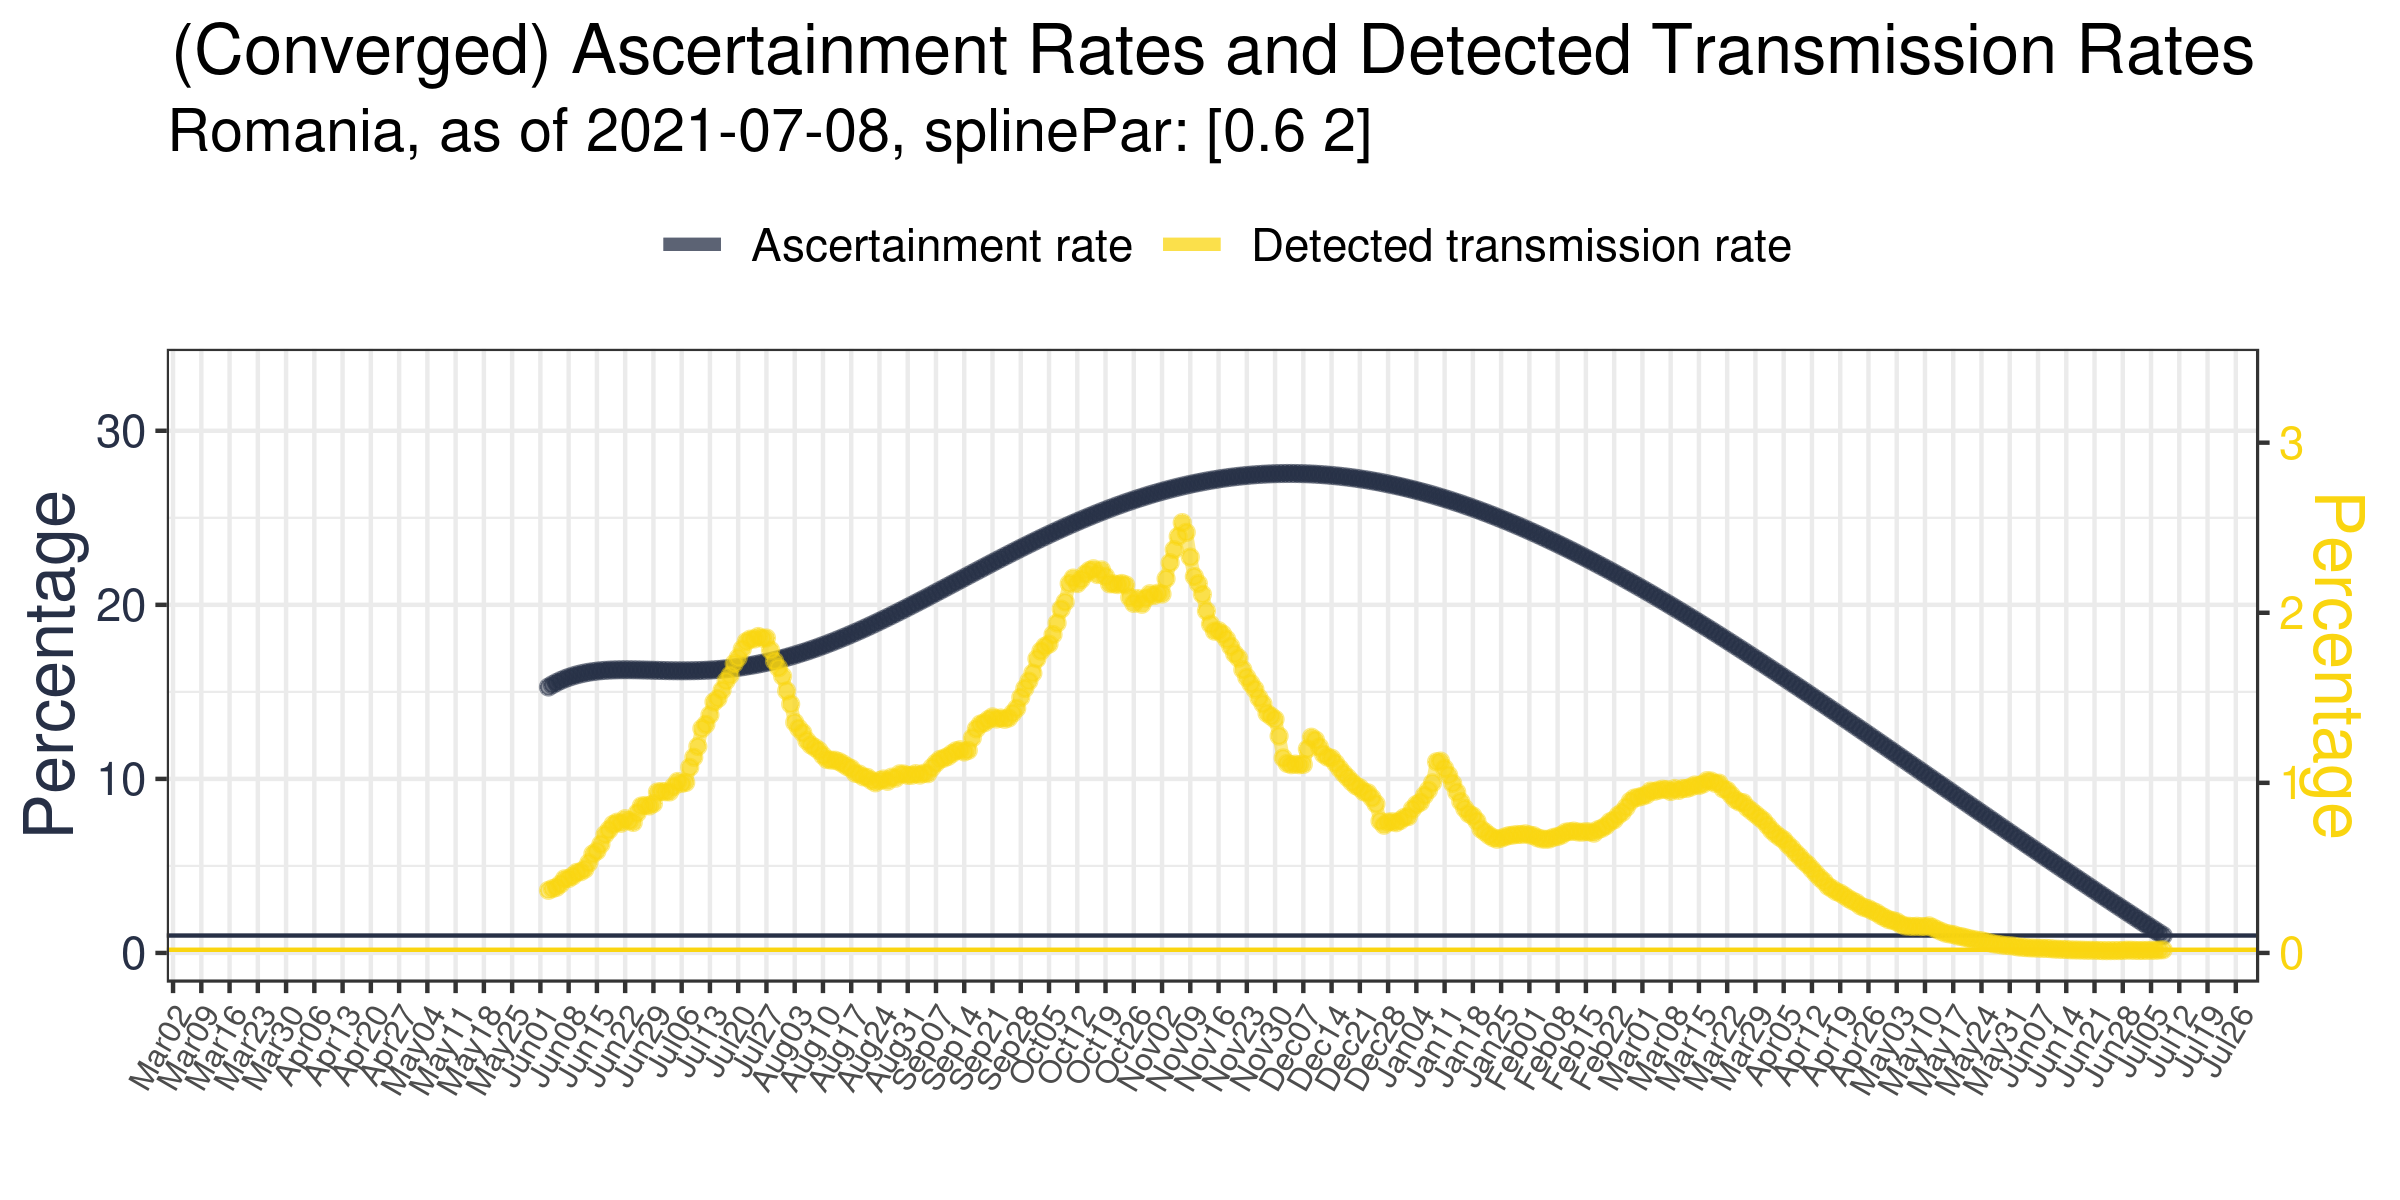 (Converged) Ascertainment Rates and Detected Transmission Rates
Romania, as of 2021-07-08, splinePar: [0.6 2]
Ascertainment rate
Detected transmission rate
Percentage
30
20
10
0
3
2
1
0
Percentage
Mar02
Mar09
Mar16
Mar23
Mar30
Apr06
Apr13
Apr20
Apr27
May04
May11
May18
May25
Jun01
Jun08
Jun15
Jun22
Jun29
Jul06
Jul13
Jul20
Jul27
Aug03
Aug10
Aug17
Aug24
Aug31
Sep07
Sep14
Sep21
Sep28
Oct05
Oct12
Oct19
Oct26
Nov02
Nov09
Nov16
Nov23
Nov30
Dec07
Dec14
Dec21
Dec28
Jan04
Jan11
Jan18
Jan25
Feb01
Feb08
Feb15
Feb22
Mar01
Mar08
Mar15
Mar22
Mar29
Apr05
Apr12
Apr19
Apr26
May03
May10
May17
May24
May31
Jun07
Jun14
Jun21
Jun28
Jul05
Jul12
Jul19
Jul26